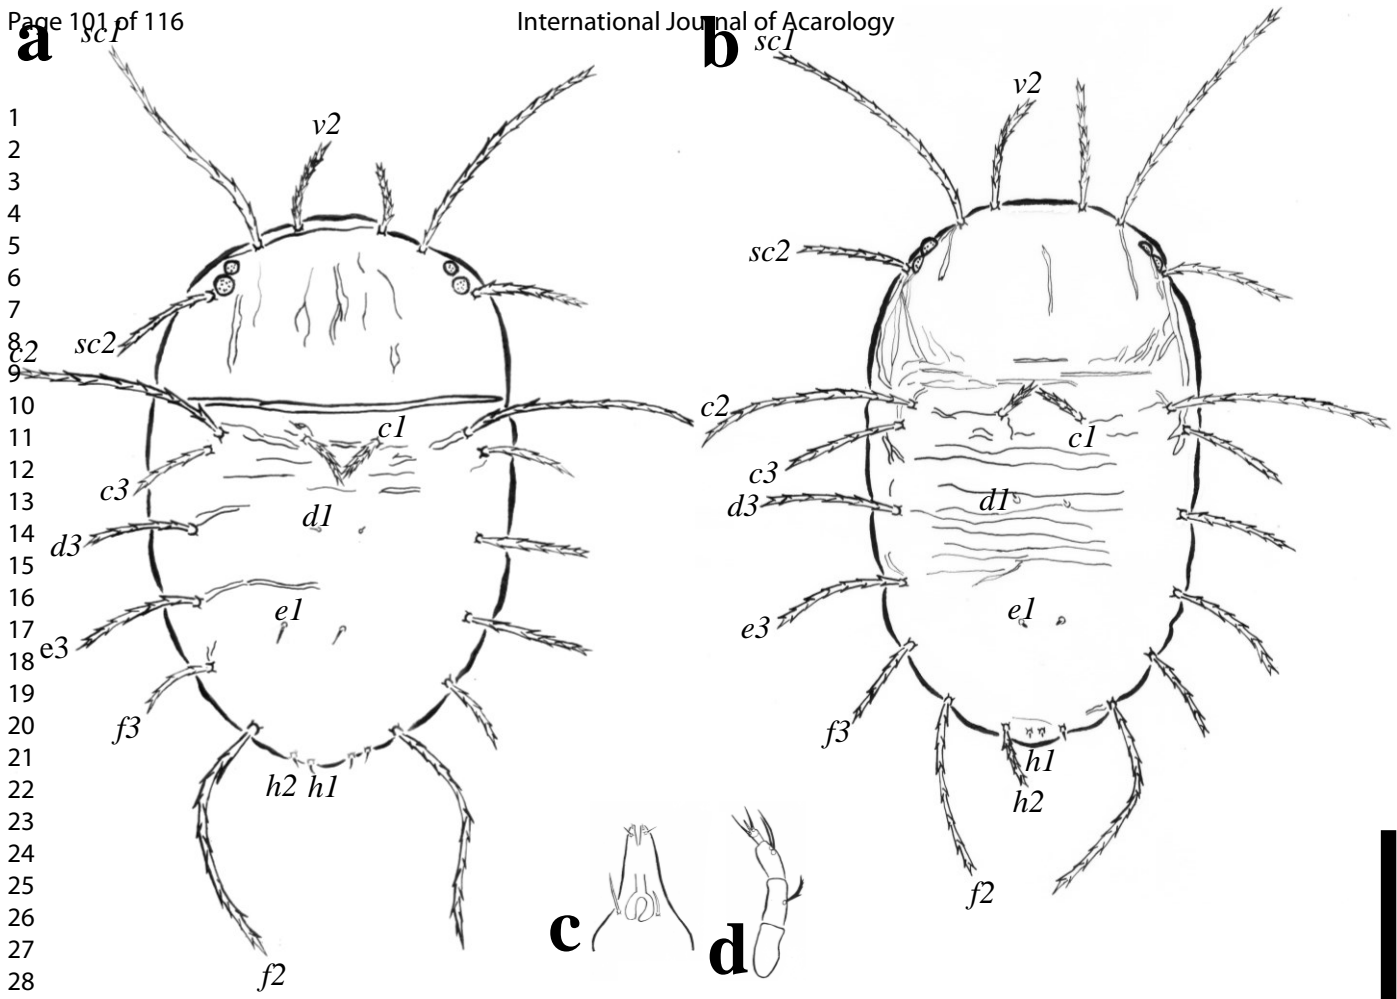 Page 101 of 116 International Journal of Acarology
a sc1 b sc1
v2
v2
1
2
3
4
5
6
7
8
9
10
11
12
13
14
15
16
17
18
19
20
21
22
23
24
25
26
27
28
sc2
sc2
c2
c1
c3
d3
d1
e3
e1
f3
h2 h1
f2
c2
c1
c3
d3
d1
e3
e1
f3
h1
h2
f2
c d